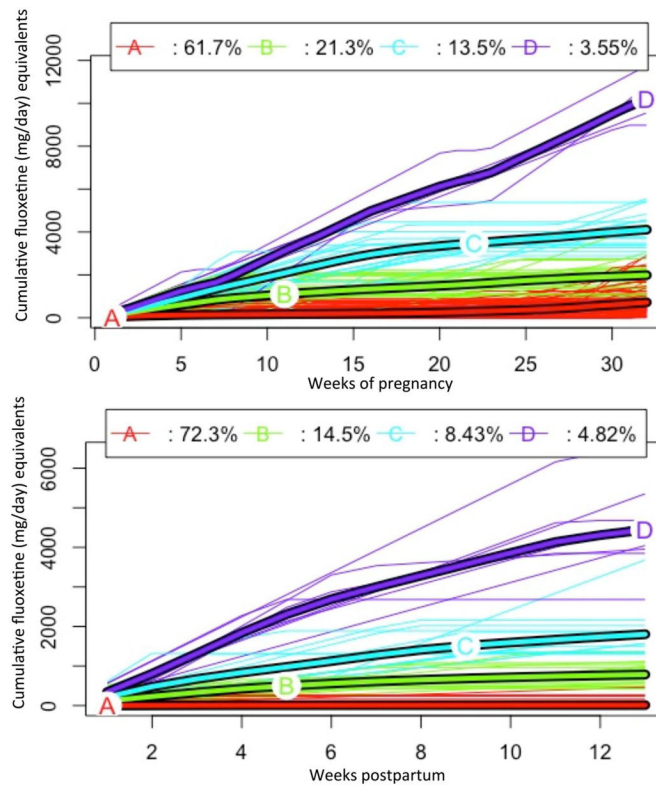 A : 61.7% B : 21.3% C : 13.5% D : 3.55%
Cumulative fluoxetine (mg/day) equivalents
12000
8000
4000
0
D
C
B
A
0 5 10 15 20 25 30
Weeks of pregnancy
A : 72.3% B : 14.5% C : 8.43% D : 4.82%
Cumulative fluoxetine (mg/day) equivalents
6000
4000
2000
0
D
C
B
A
2 4 6 8 10 12
Weeks postpartum